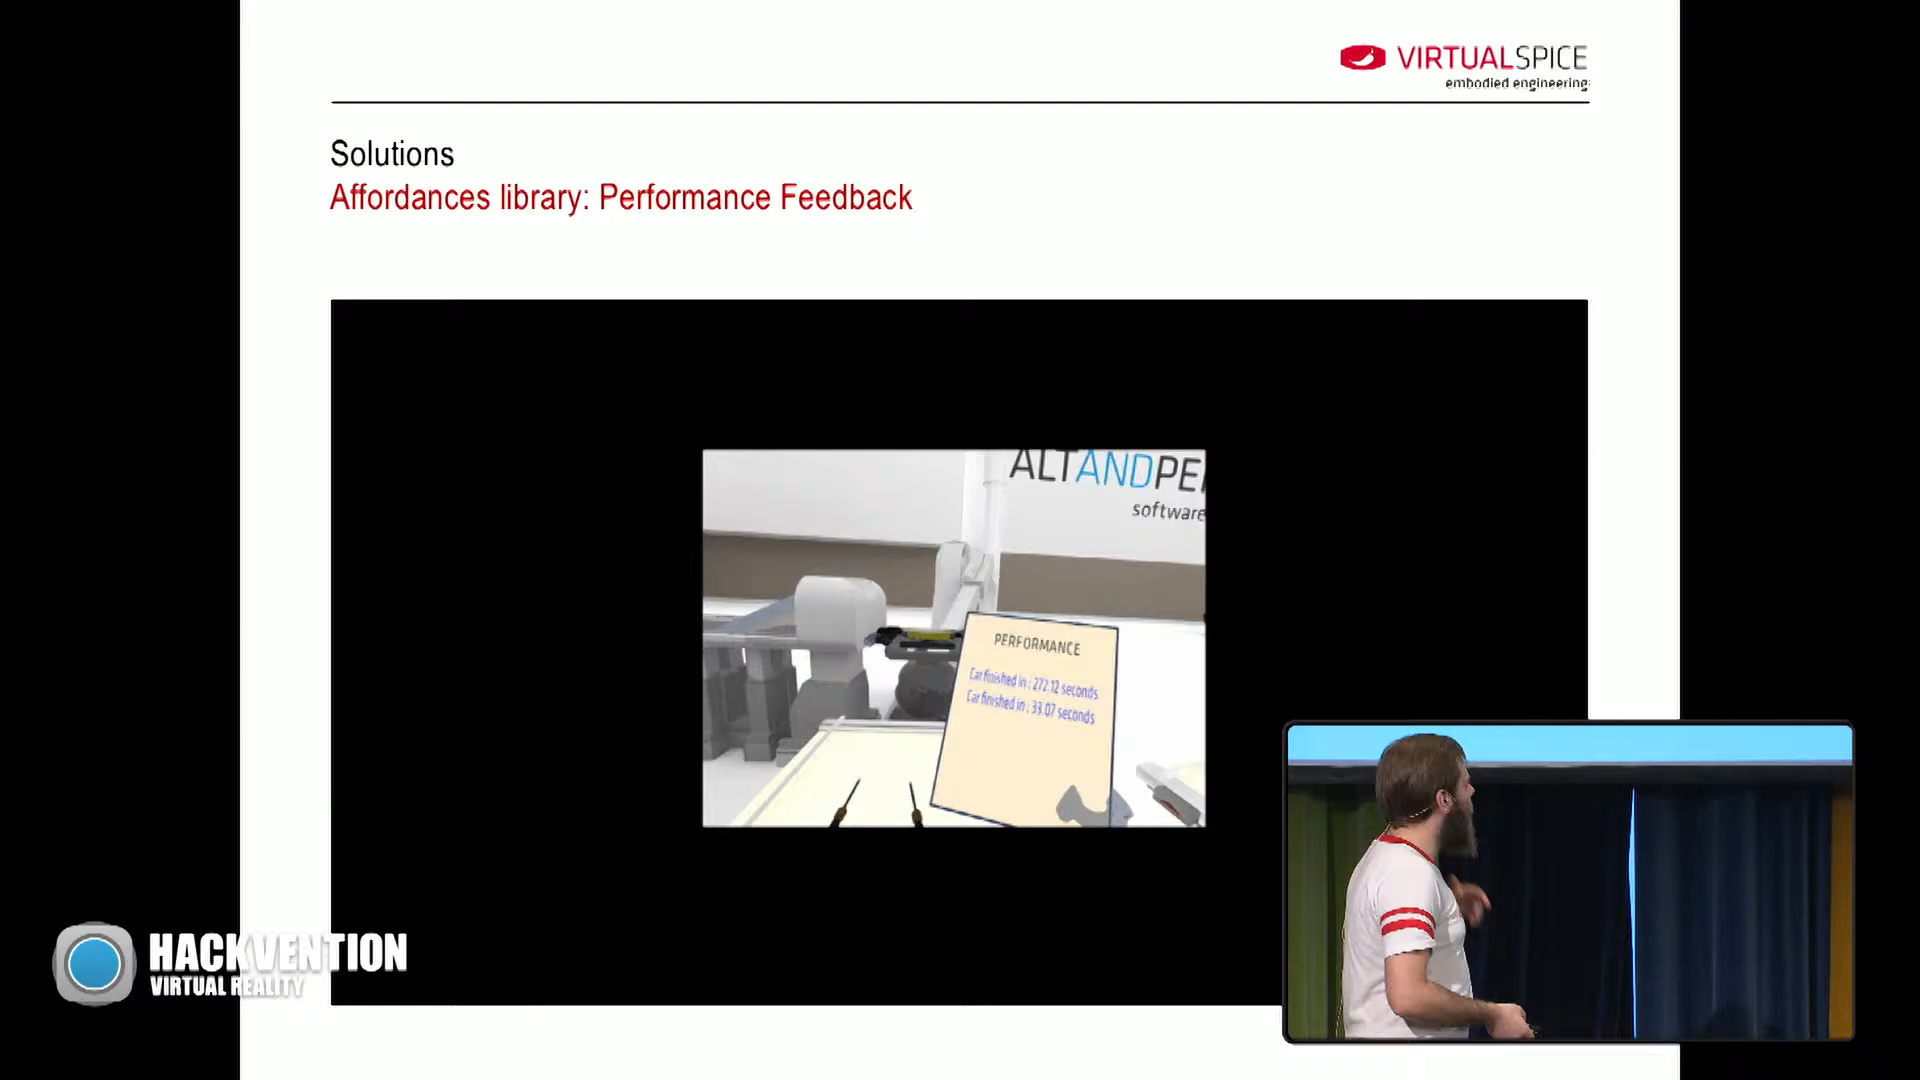 VIRTUALSPICE
embodied engineering
Solutions
Affordances library: Performance Feedback
ALTANDPE
software
PERFORMANCE
Car finished in : 272.12 seconds
Car finished in : 33.07 seconds
HACKVENTION
VIRTUAL REALITY